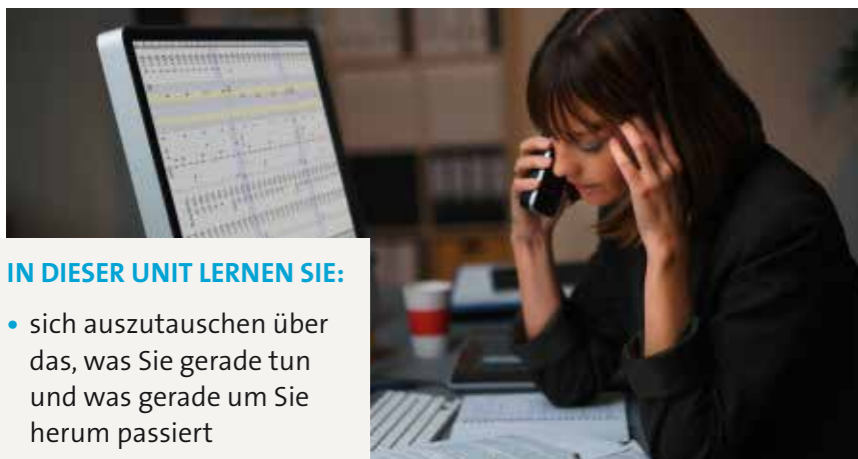 IN DIESER UNIT LERNEN SIE:
• sich auszutauschen über
das, was Sie gerade tun
und was gerade um Sie
herum passiert